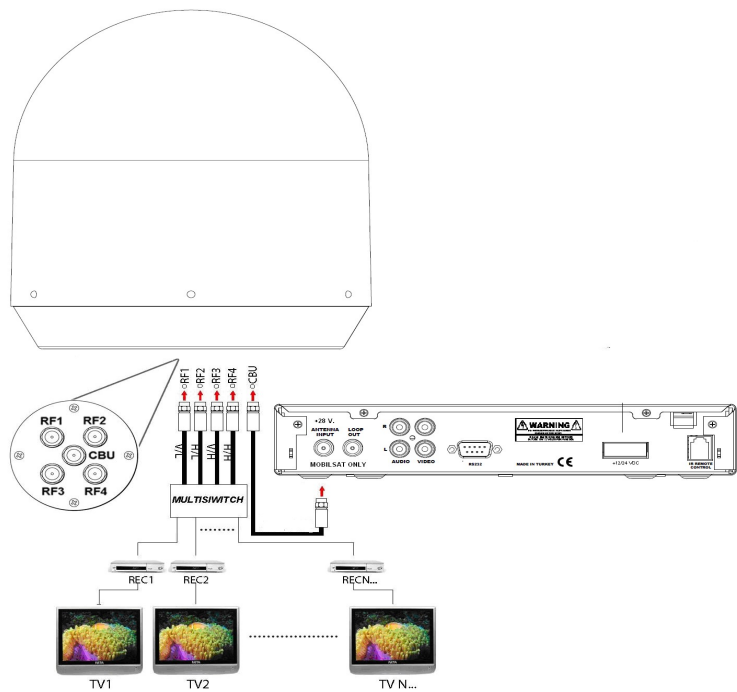 RF1
RF2
RF3
RF4
CBU
RF1
RF2
CBU
RF3
RF4
V/L
H/L
V/H
H/H
MULTISIWITCH
+28 V.
ANTENNA INPUT
LOOP OUT
MOBILSAT ONLY
R
L
AUDIO
VIDEO
RS232
WARNING
MADE IN TURKEY
CE
+12/24 VDC
IR REMOTE CONTROL
REC1
REC2
RECN...
TV1
TV2
TV N...